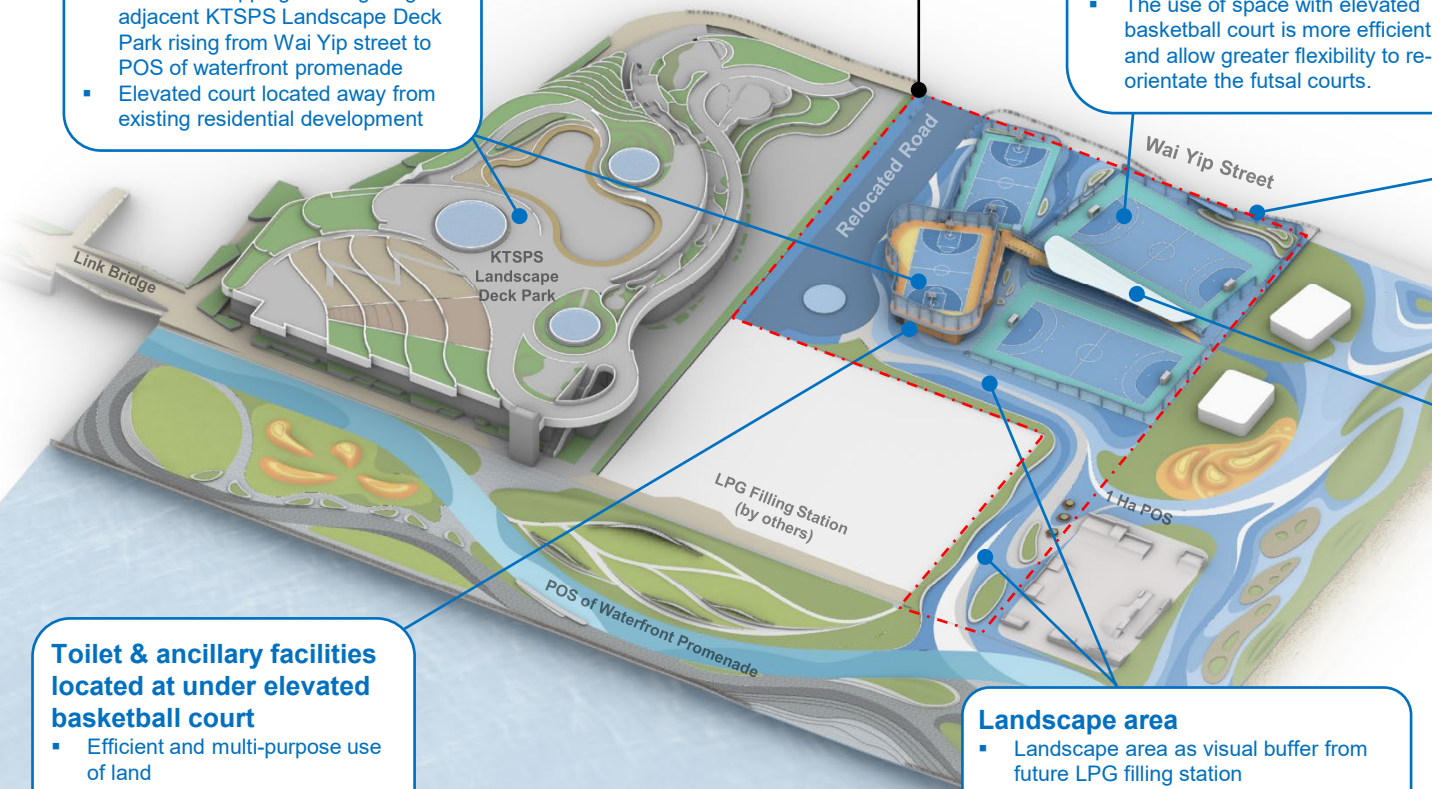 adjacent KTSPS Landscape Deck
Park rising from Wai Yip street to
POS of waterfront promenade
▪ Elevated court located away from
existing residential development
▪ The use of space with elevated
basketball court is more efficient
and allow greater flexibility to re-
orientate the futsal courts.
Wai Yip Street
Relocated Road
KTSPS
Landscape
Deck Park
Link Bridge
LPG Filling Station
(by others)
1 Ha POS
POS of Waterfront Promenade
Toilet & ancillary facilities
located at under elevated
basketball court
▪ Efficient and multi-purpose use
of land
Landscape area
▪ Landscape area as visual buffer from
future LPG filling station